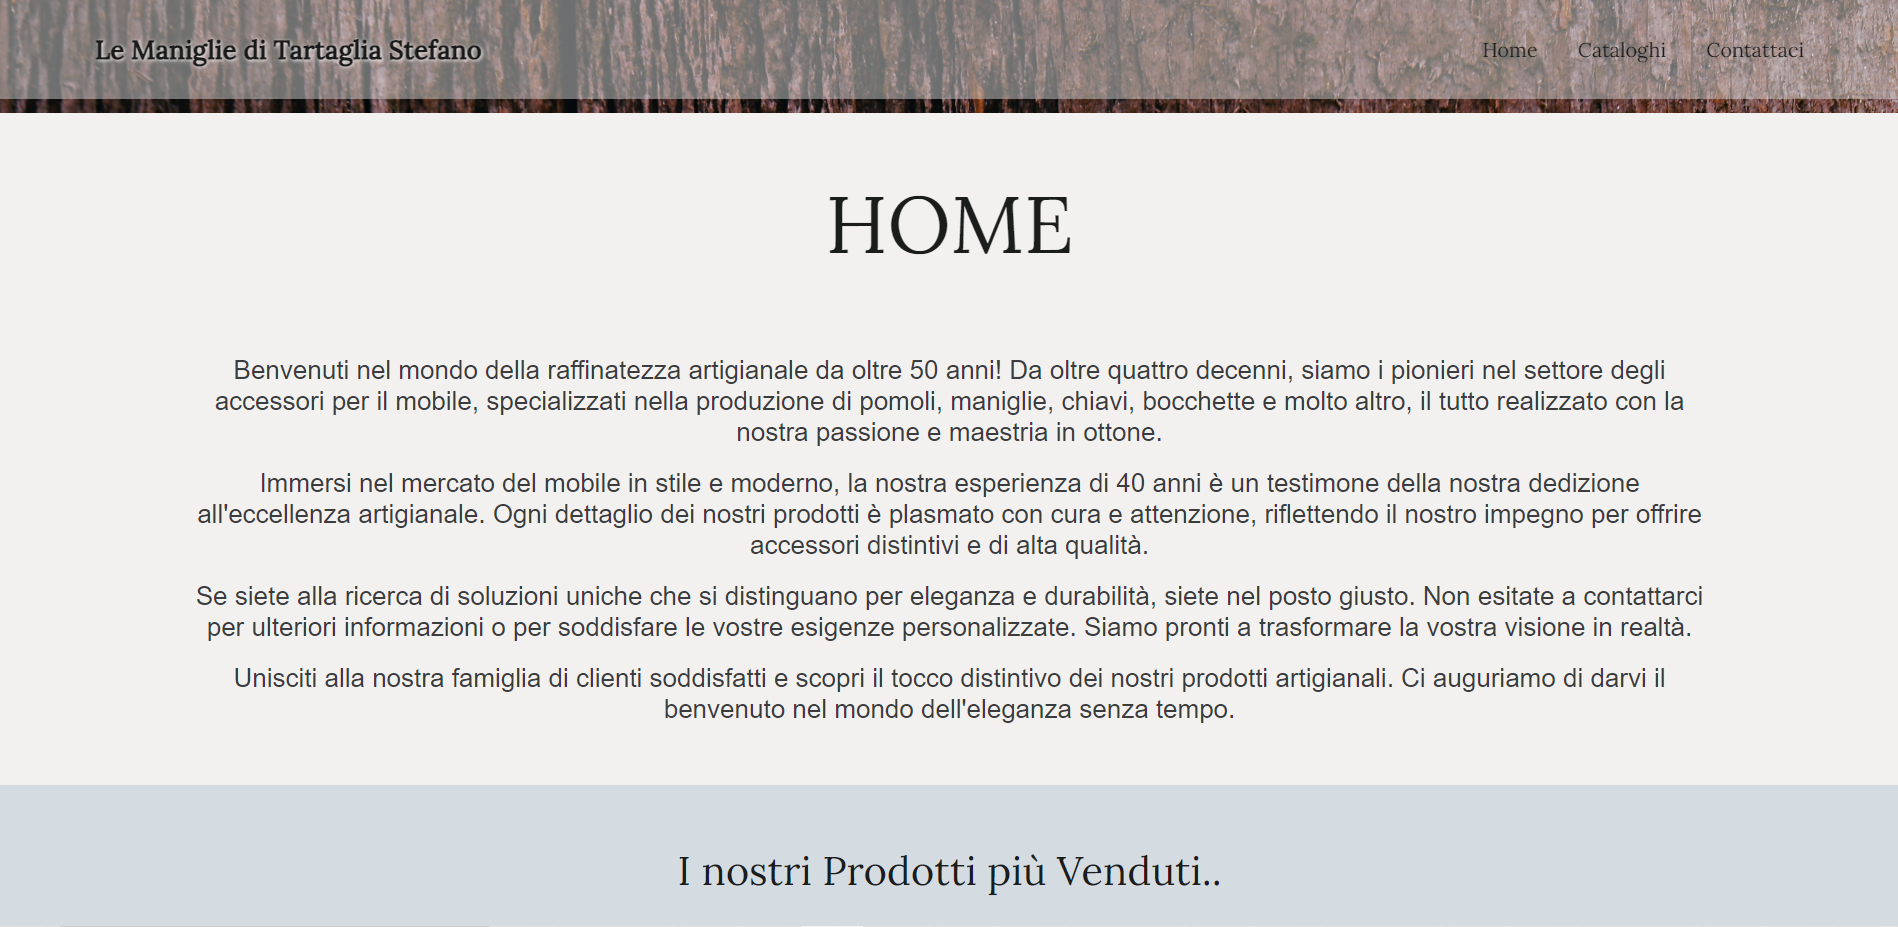 Le Maniglie di Tartaglia Stefano
Home
Cataloghi
Contattaci
HOME
Benvenuti nel mondo della raffinatezza artigianale da oltre 50 anni! Da oltre quattro decenni, siamo i pionieri nel settore degli
accessori per il mobile, specializzati nella produzione di pomoli, maniglie, chiavi, bocchette e molto altro, il tutto realizzato con la
nostra passione e maestria in ottone.
Immersi nel mercato del mobile in stile e moderno, la nostra esperienza di 40 anni è un testimone della nostra dedizione
all'eccellenza artigianale. Ogni dettaglio dei nostri prodotti è plasmato con cura e attenzione, riflettendo il nostro impegno per offrire
accessori distintivi e di alta qualità.
Se siete alla ricerca di soluzioni uniche che si distinguano per eleganza e durabilità, siete nel posto giusto. Non esitate a contattarci
per ulteriori informazioni o per soddisfare le vostre esigenze personalizzate. Siamo pronti a trasformare la vostra visione in realtà.
Unisciti alla nostra famiglia di clienti soddisfatti e scopri il tocco distintivo dei nostri prodotti artigianali. Ci auguriamo di darvi il
benvenuto nel mondo dell'eleganza senza tempo.
I nostri Prodotti più Venduti..